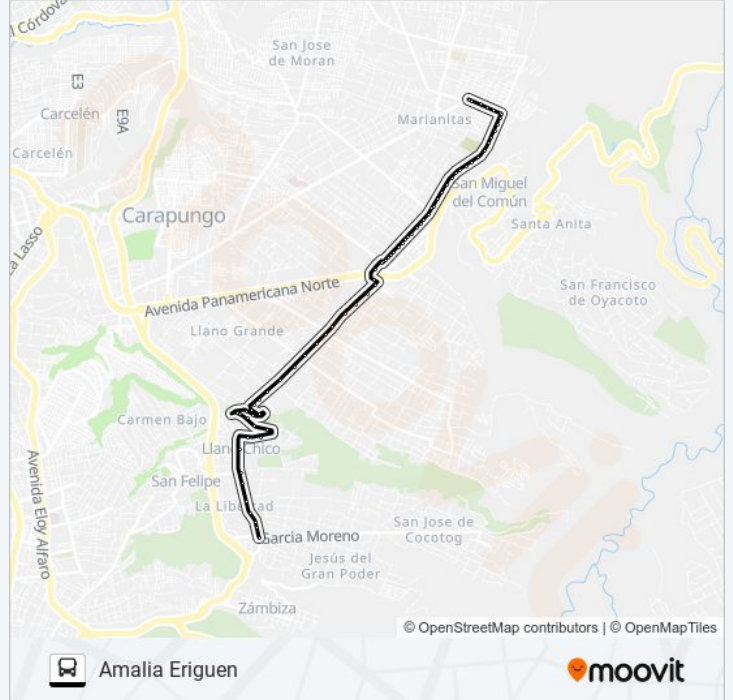 l Córdova
San Jose
de Moran
E3
E9A
Carcelén
Marianitas
Carcelén
San Miguel
del Común
Carapungo
Santa Anita
a Lasso
San Francisco
de Oyacoto
Avenida Panamericana Norte
Llano Grande
Carmen Bajo
Llano Chico
Avenida Eloy Alfaro
San Felipe
La Libertad
San Jose de
Cocotog
Garcia Moreno
Jesús del
Gran Poder
Zámbiza
© OpenStreetMap contributors | © OpenMapTiles
Amalia Eriguen
moovit